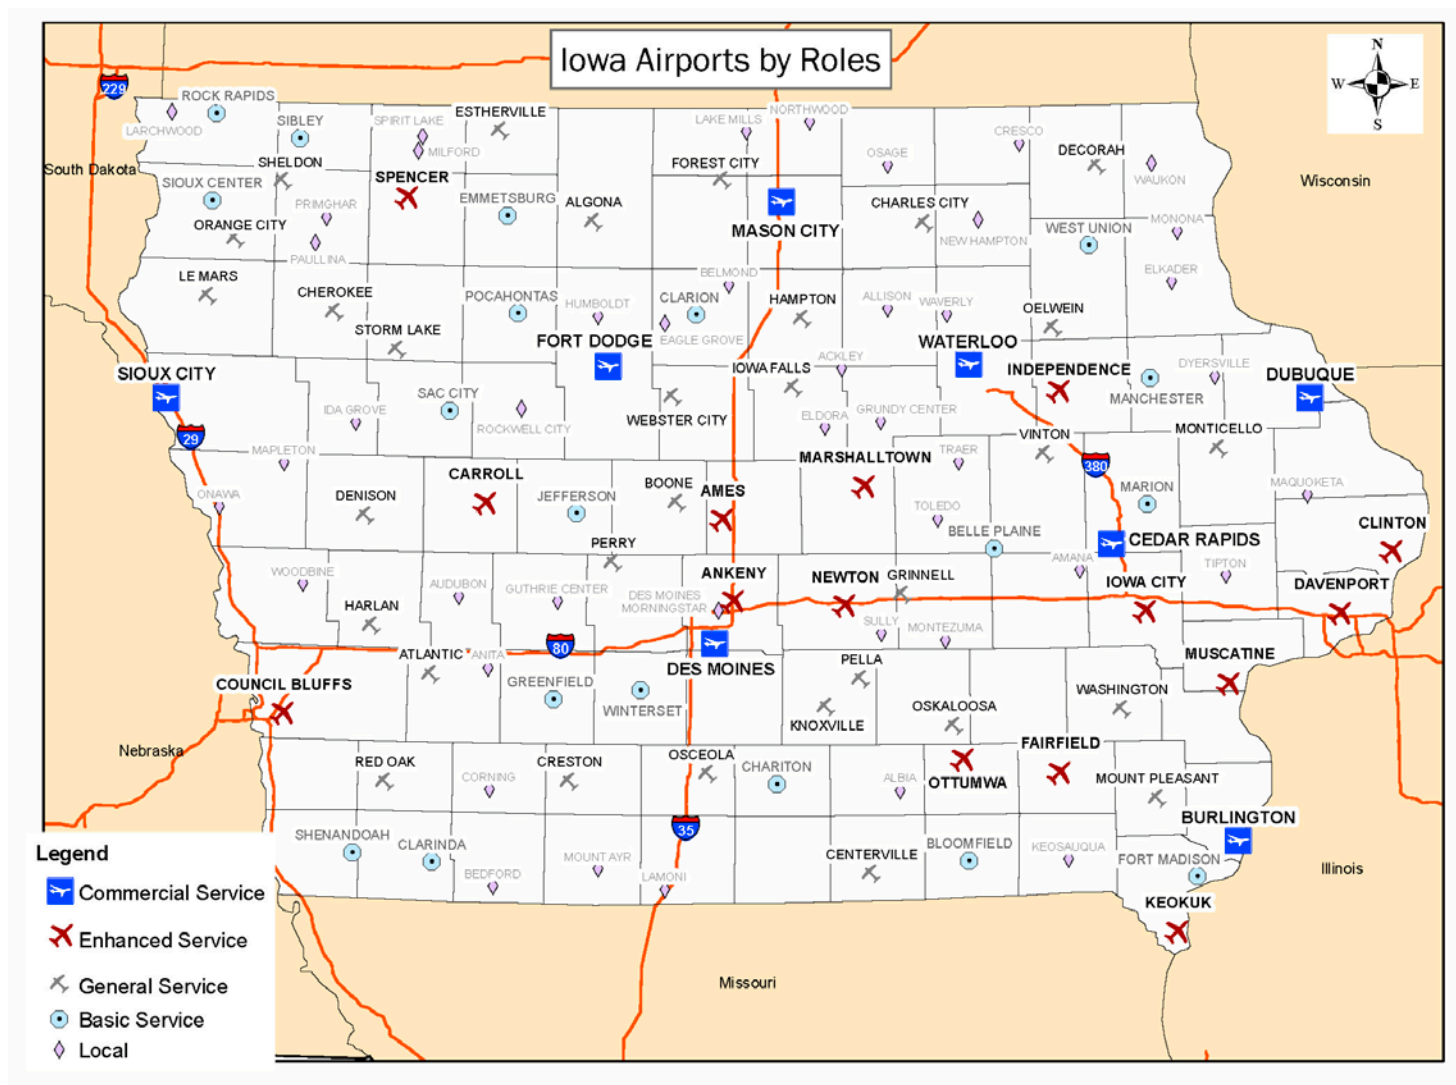 Iowa Airports by Roles
N
W E
S
229
ROCK RAPIDS
LARCHWOOD
SIBLEY
SPIRIT LAKE
MILFORD
ESTHERVILLE
LAKE MILLS
NORTHWOOD
CRESCO
OSAGE
DECORAH
WAUKON
South Dakota
Wisconsin
SHELDON
SPENCER
FOREST CITY
SIOUX CENTER
PRIMGHAR
EMMETSBURG
ALGONA
CHARLES CITY
ORANGE CITY
MASON CITY
NEW HAMPTON
WEST UNION
MONONA
PAULLINA
LE MARS
CHEROKEE
BELMOND
ELKADER
POCAHONTAS
HUMBOLDT
CLARION
HAMPTON
ALLISON
WAVERLY
OELWEIN
STORM LAKE
FORT DODGE
EAGLE GROVE
WATERLOO
ACKLEY
IOWA FALLS
INDEPENDENCE
DYERSVILLE
DUBUQUE
SIOUX CITY
SAC CITY
MANCHESTER
IDA GROVE
ROCKWELL CITY
WEBSTER CITY
ELDORA
GRUNDY CENTER
VINTON
MONTICELLO
29
MAPLETON
MARSHALLTOWN
TRAER
380
CARROLL
BOONE
AMES
MARION
MAQUOKETA
ONAWA
DENISON
JEFFERSON
TOLEDO
BELLE PLAINE
CLINTON
PERRY
CEDAR RAPIDS
AMANA
TIPTON
WOODBINE
AUDUBON
GUTHRIE CENTER
ANKENY
NEWTON
GRINNELL
IOWA CITY
DAVENPORT
DES MOINES
MORNINGSTAR
HARLAN
SULLY
MONTEZUMA
80
ATLANTIC
ANITA
DES MOINES
PELLA
MUSCATINE
COUNCIL BLUFFS
GREENFIELD
WINTERSET
KNOXVILLE
OSKALOOSA
WASHINGTON
Nebraska
RED OAK
CORNING
CRESTON
OSCEOLA
CHARITON
ALBIA
OTTUMWA
FAIRFIELD
MOUNT PLEASANT
BURLINGTON
35
SHENANDOAH
CLARINDA
BEDFORD
MOUNT AYR
LAMONI
CENTERVILLE
BLOOMFIELD
KEOSAUQUA
FORT MADISON
Illinois
KEOKUK
Missouri
Legend
Commercial Service
Enhanced Service
General Service
Basic Service
Local